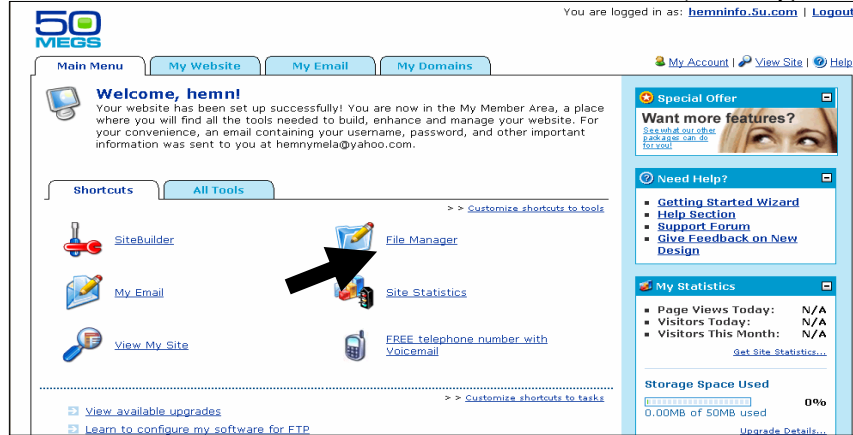 You are logged in as: hemninfo.5u.com | Logout
50
MEGS
Main Menu
My Website
My Email
My Domains
My Account | View Site | Help
Welcome, hemn!
Your website has been set up successfully! You are now in the My Member Area, a place
where you will find all the tools needed to build, enhance and manage your website. For
your convenience, an email containing your username, password, and other important
information was sent to you at hemnymela@yahoo.com.
Shortcuts
All Tools
> > Customize shortcuts to tools
SiteBuilder
File Manager
My Email
Site Statistics
View My Site
FREE telephone number with
Voicemail
> > Customize shortcuts to tasks
View available upgrades
Learn to configure my software for FTP
Special Offer
Want more features?
See what our other
packages can do
for you!
Need Help?
Getting Started Wizard
Help Section
Support Forum
Give Feedback on New
Design
My Statistics
Page Views Today: N/A
Visitors Today: N/A
Visitors This Month: N/A
Get Site Statistics...
Storage Space Used
0%
0.00MB of 50MB used
Upgrade Details...